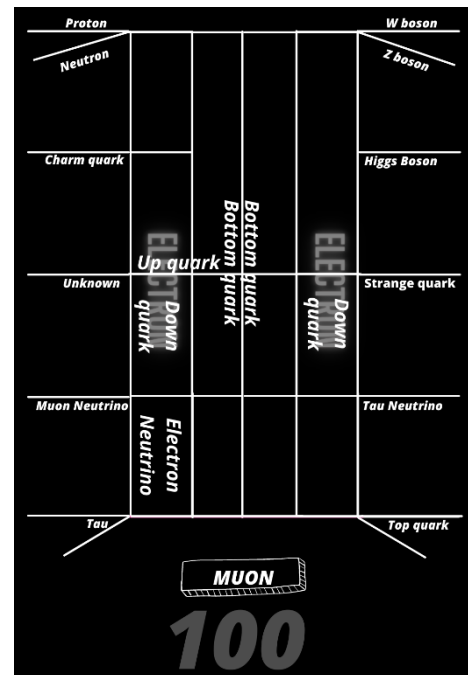 Proton
W boson
Neutron
Z boson
Charm quark
Higgs Boson
ELECTRON
Bottom quark
Bottom quark
ELECTRON
Up quark
Unknown
Strange quark
Down
quark
Down
quark
Muon Neutrino
Tau Neutrino
Electron
Neutrino
Tau
Top quark
MUON
100